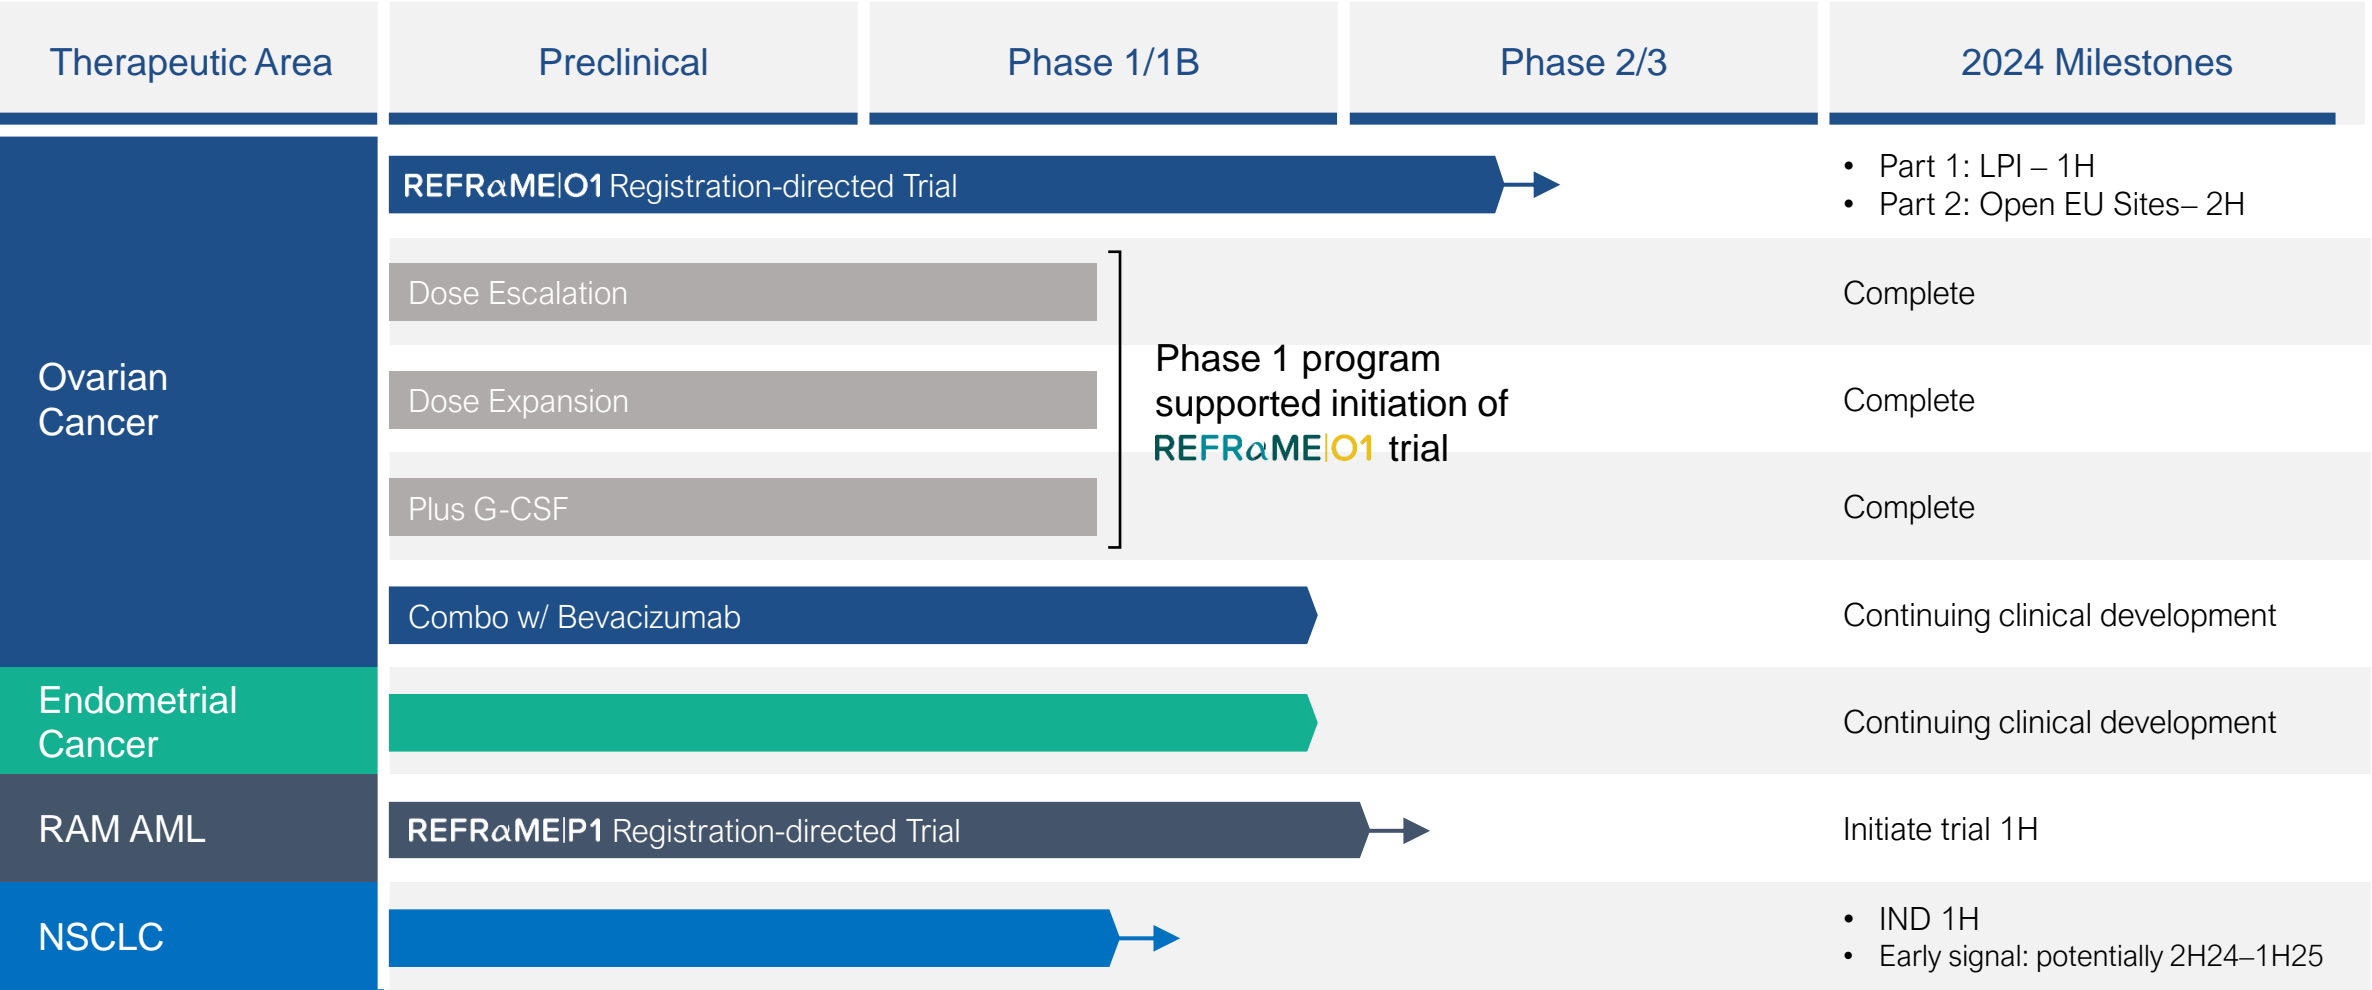 Therapeutic Area
Preclinical
Phase 1/1B
Phase 2/3
2024 Milestones
Ovarian
Cancer
REFRαME|O1 Registration-directed Trial
• Part 1: LPI – 1H
• Part 2: Open EU Sites– 2H
Dose Escalation
Complete
Dose Expansion
Complete
Plus G-CSF
Complete
Phase 1 program
supported initiation of
REFRαME|O1 trial
Combo w/ Bevacizumab
Continuing clinical development
Endometrial
Cancer
Continuing clinical development
RAM AML
REFRαME|P1 Registration-directed Trial
Initiate trial 1H
NSCLC
• IND 1H
• Early signal: potentially 2H24–1H25